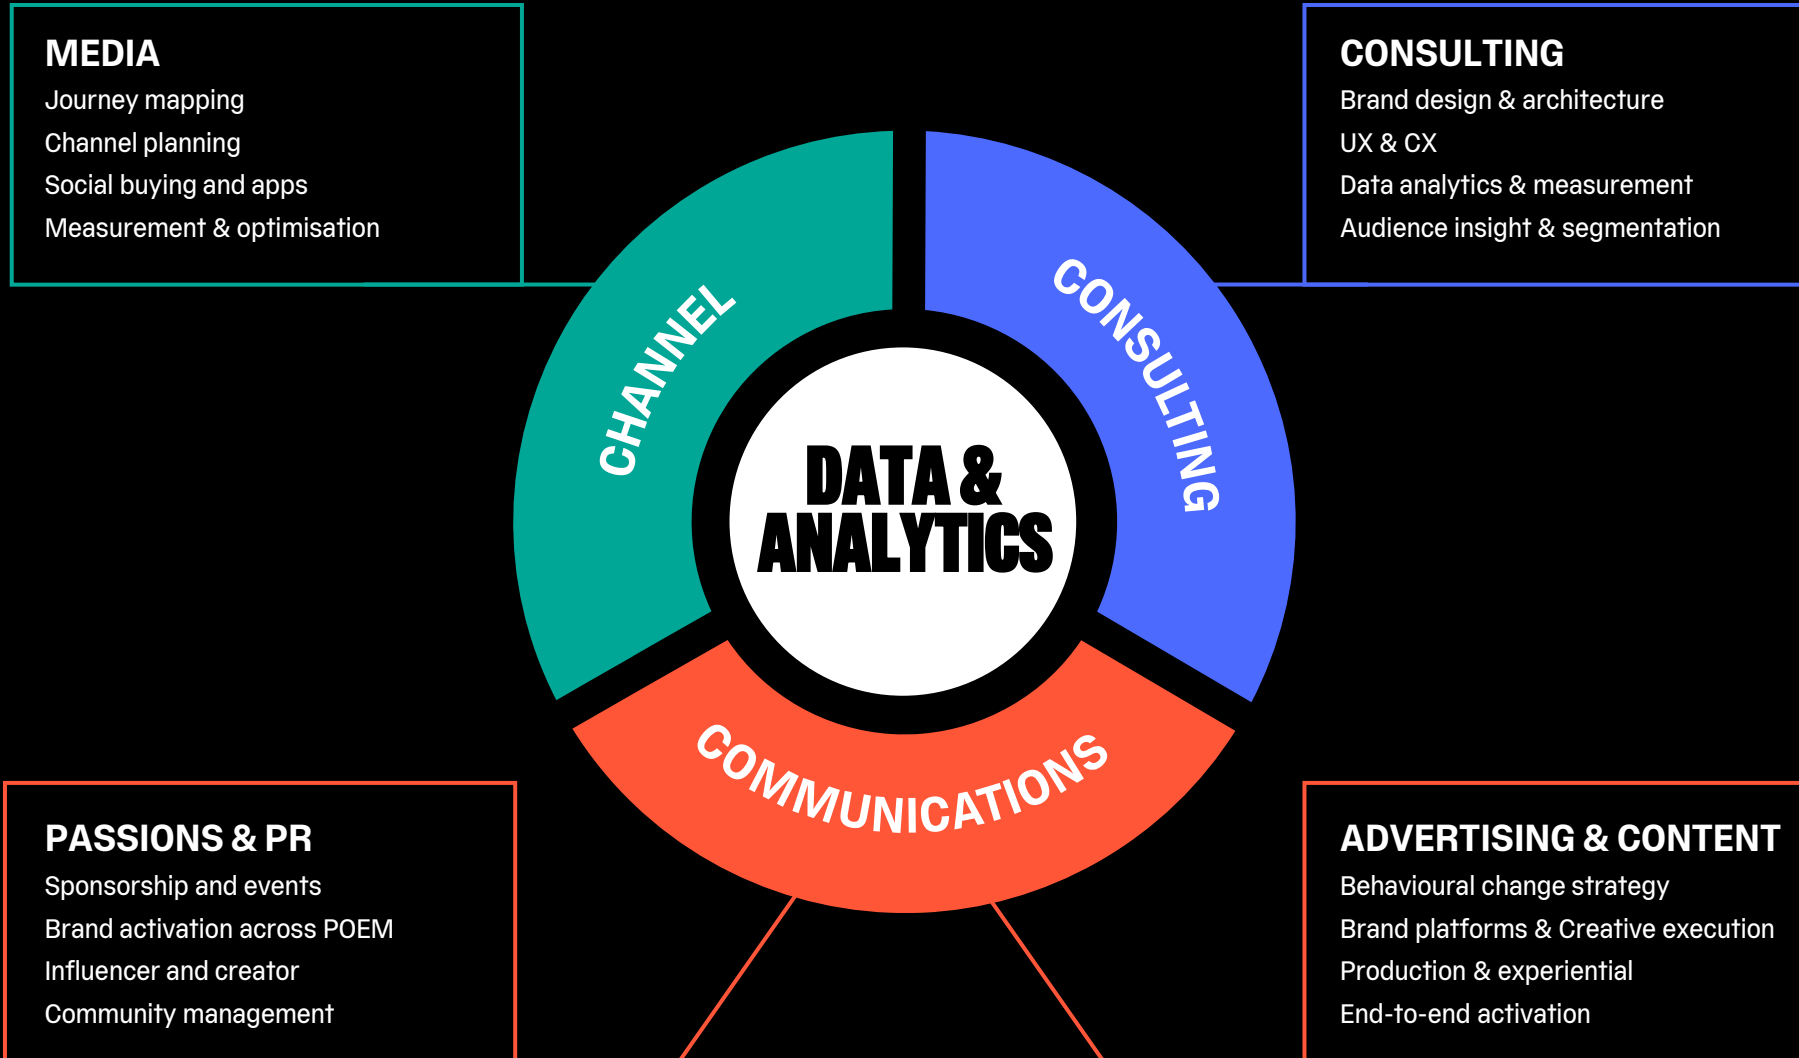 MEDIA
Journey mapping
Channel planning
Social buying and apps
Measurement & optimisation
CONSULTING
Brand design & architecture
UX & CX
Data analytics & measurement
Audience insight & segmentation
CHANNEL
CONSULTING
DATA &
ANALYTICS
COMMUNICATIONS
PASSIONS & PR
Sponsorship and events
Brand activation across POEM
Influencer and creator
Community management
ADVERTISING & CONTENT
Behavioural change strategy
Brand platforms & Creative execution
Production & experiential
End-to-end activation